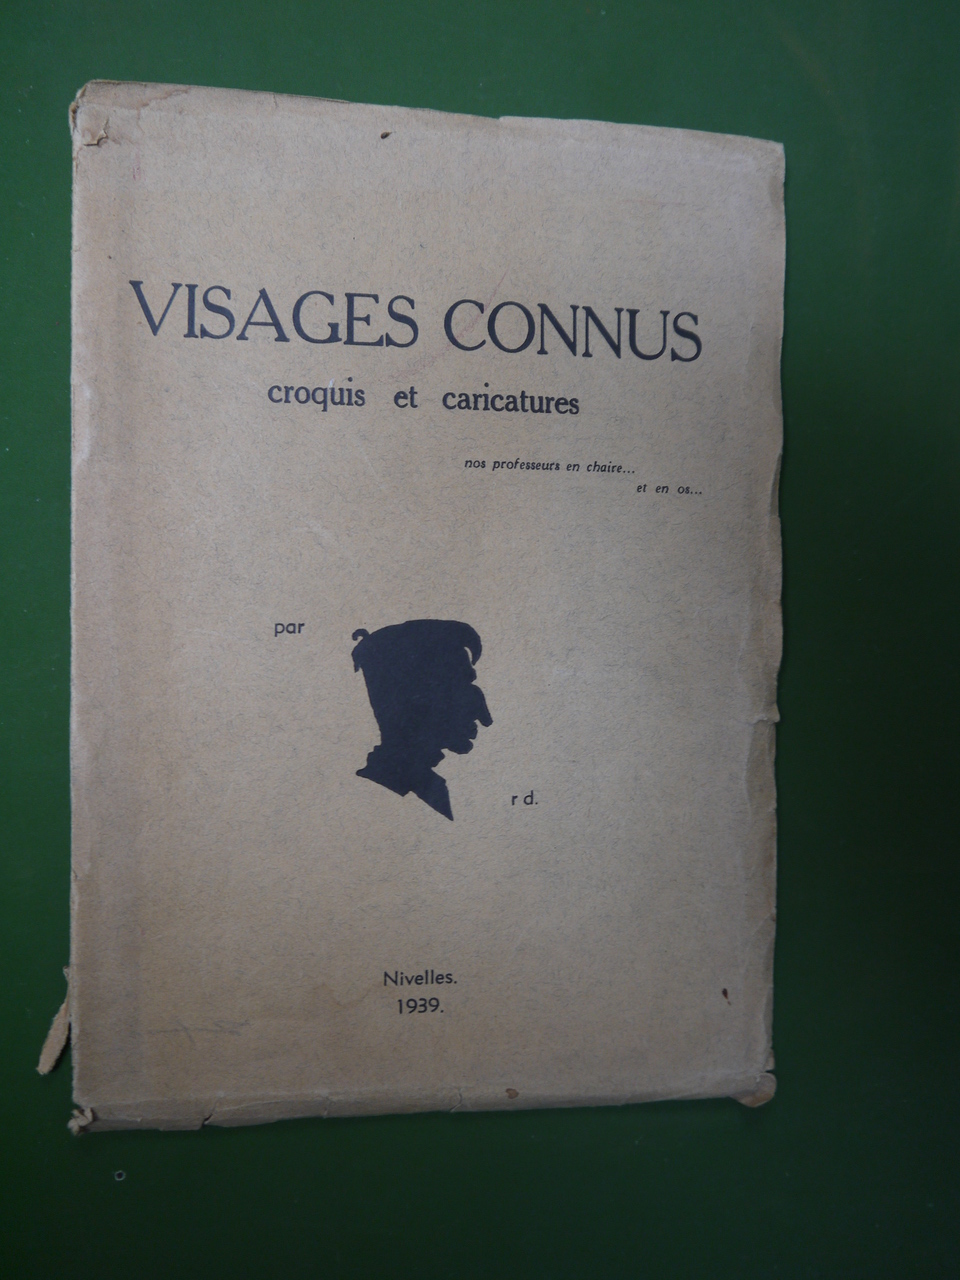 VISAGES CONNUS
croquis et caricatures
nos professeurs en chaire...
et en os...
par
r d.
Nivelles.
1939.